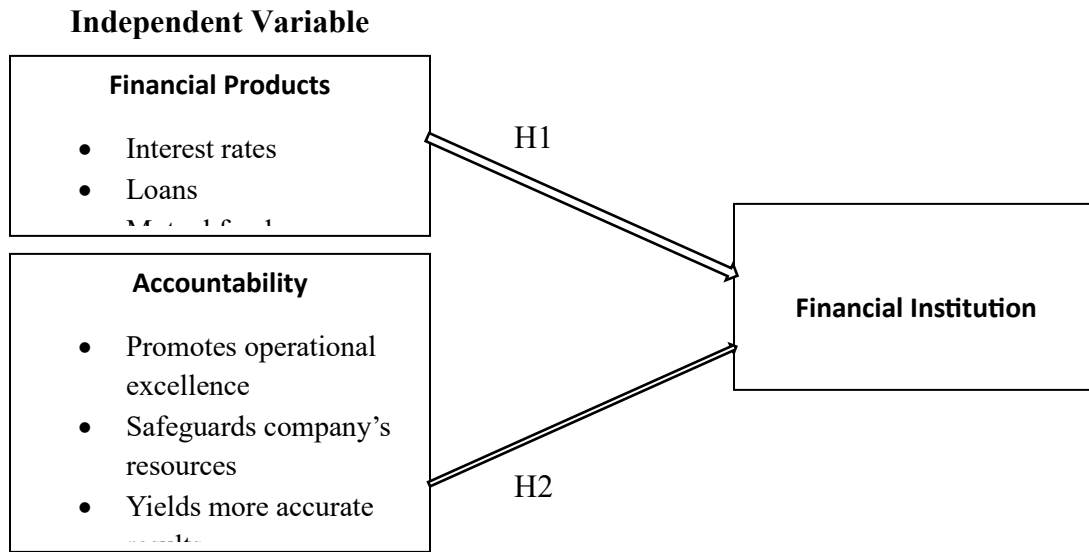 Independent Variable
Financial Products
• Interest rates
• Loans
H1
Accountability
• Promotes operational
excellence
• Safeguards company’s
resources
• Yields more accurate
H2
Financial Institution